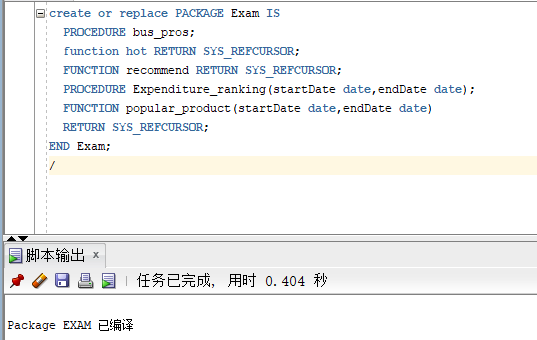 create or replace PACKAGE Exam IS
PROCEDURE bus_pros;
function hot RETURN SYS_REFCURSOR;
FUNCTION recommend RETURN SYS_REFCURSOR;
PROCEDURE Expenditure_ranking(startDate date,endDate date);
FUNCTION popular_product(startDate date,endDate date)
RETURN SYS_REFCURSOR;
END Exam;
/
脚本输出 x
任务已完成, 用时 0.404 秒
Package EXAM 已编译